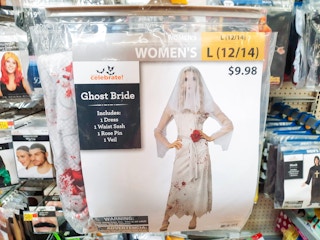 WOMEN'S
L (12/14)
L (12/14)
$9.98
celebrate!
Ghost Bride
Includes:
1 Dress
1 Waist Sash
1 Rose Pin
1 Veil
WARNING